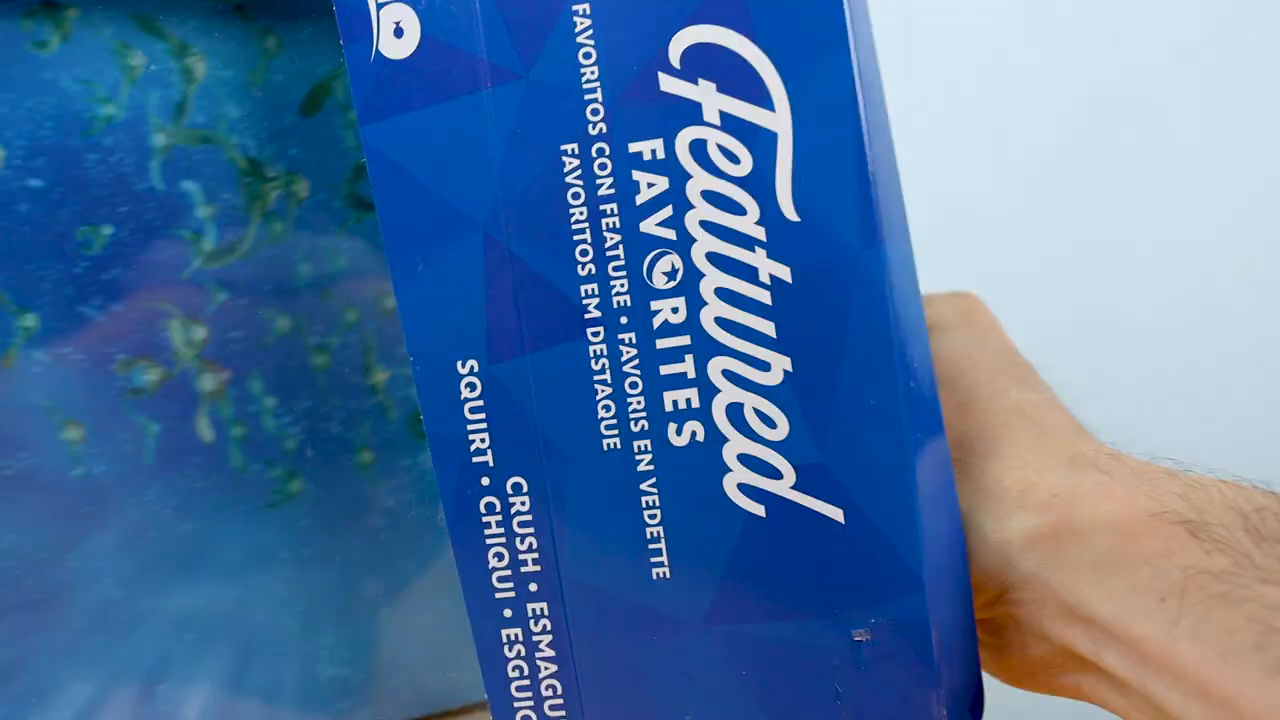 Featured
FAVORITES
FAVORITOS CON FEATURE • FAVORIS EN VEDETTE
FAVORITOS EM DESTAQUE
CRUSH • ESMAGU
SQUIRT • CHIQUI • ESGUIC